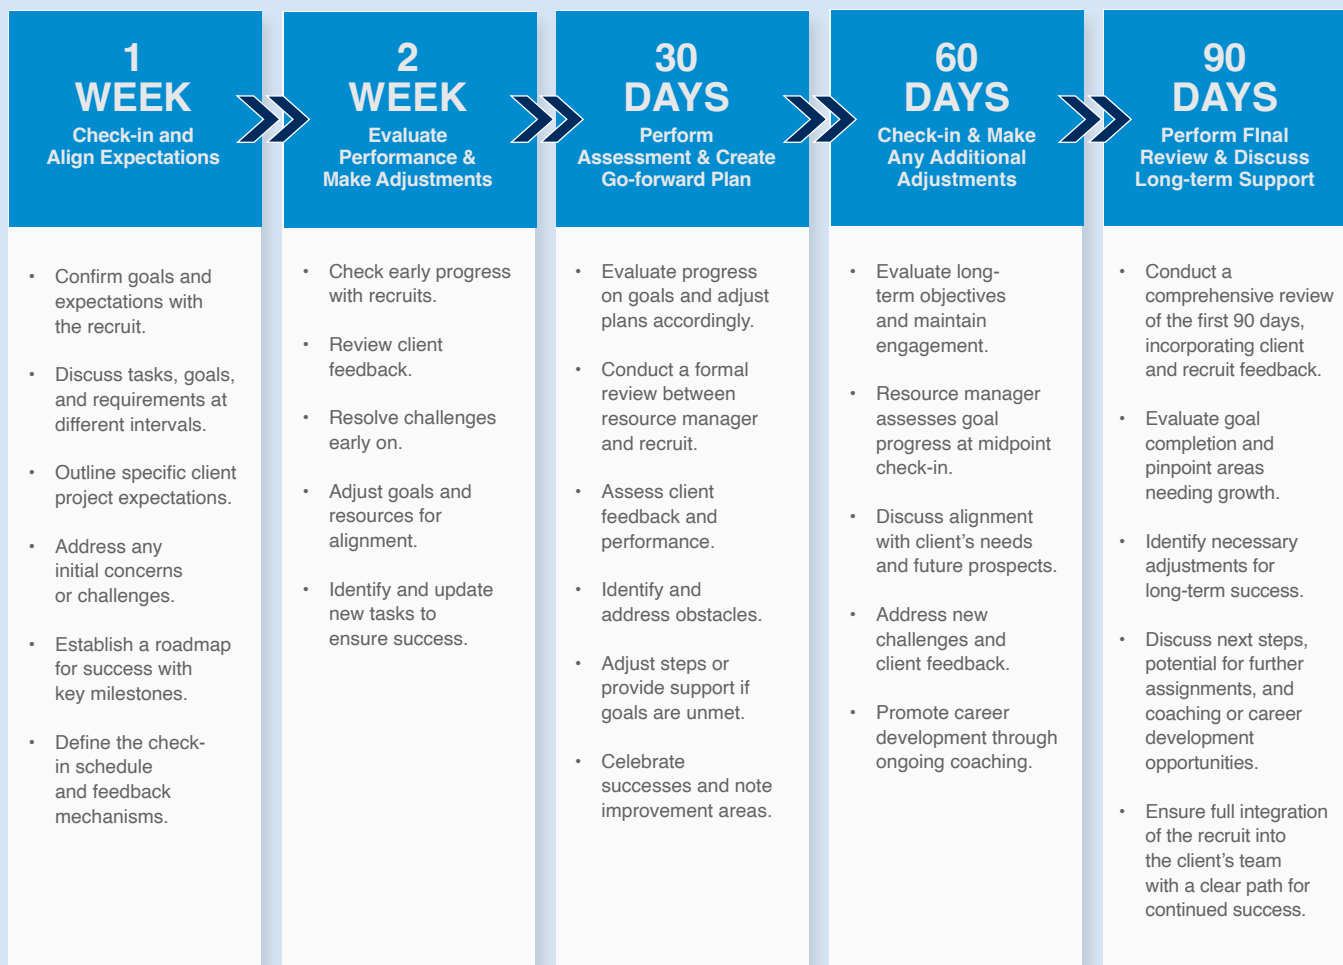 1
WEEK
Check-in and
Align Expectations
• Confirm goals and
expectations with
the recruit.
• Discuss tasks, goals,
and requirements at
different intervals.
• Outline specific client
project expectations.
• Address any
initial concerns
or challenges.
• Establish a roadmap
for success with
key milestones.
• Define the check-
in schedule
and feedback
mechanisms.
2
WEEK
Evaluate
Performance &
Make Adjustments
• Check early progress
with recruits.
• Review client
feedback.
• Resolve challenges
early on.
• Adjust goals and
resources for
alignment.
• Identify and update
new tasks to
ensure success.
30
DAYS
Perform
Assessment & Create
Go-forward Plan
• Evaluate progress
on goals and adjust
plans accordingly.
• Conduct a formal
review between
resource manager
and recruit.
• Assess client
feedback and
performance.
• Identify and
address obstacles.
• Adjust steps or
provide support if
goals are unmet.
• Celebrate
successes and note
improvement areas.
60
DAYS
Check-in & Make
Any Additional
Adjustments
• Evaluate long-
term objectives
and maintain
engagement.
• Resource manager
assesses goal
progress at midpoint
check-in.
• Discuss alignment
with client’s needs
and future prospects.
• Address new
challenges and
client feedback.
• Promote career
development through
ongoing coaching.
90
DAYS
Perform FInal
Review & Discuss
Long-term Support
• Conduct a
comprehensive review
of the first 90 days,
incorporating client
and recruit feedback.
• Evaluate goal
completion and
pinpoint areas
needing growth.
• Identify necessary
adjustments for
long-term success.
• Discuss next steps,
potential for further
assignments, and
coaching or career
development
opportunities.
• Ensure full integration
of the recruit into
the client’s team
with a clear path for
continued success.